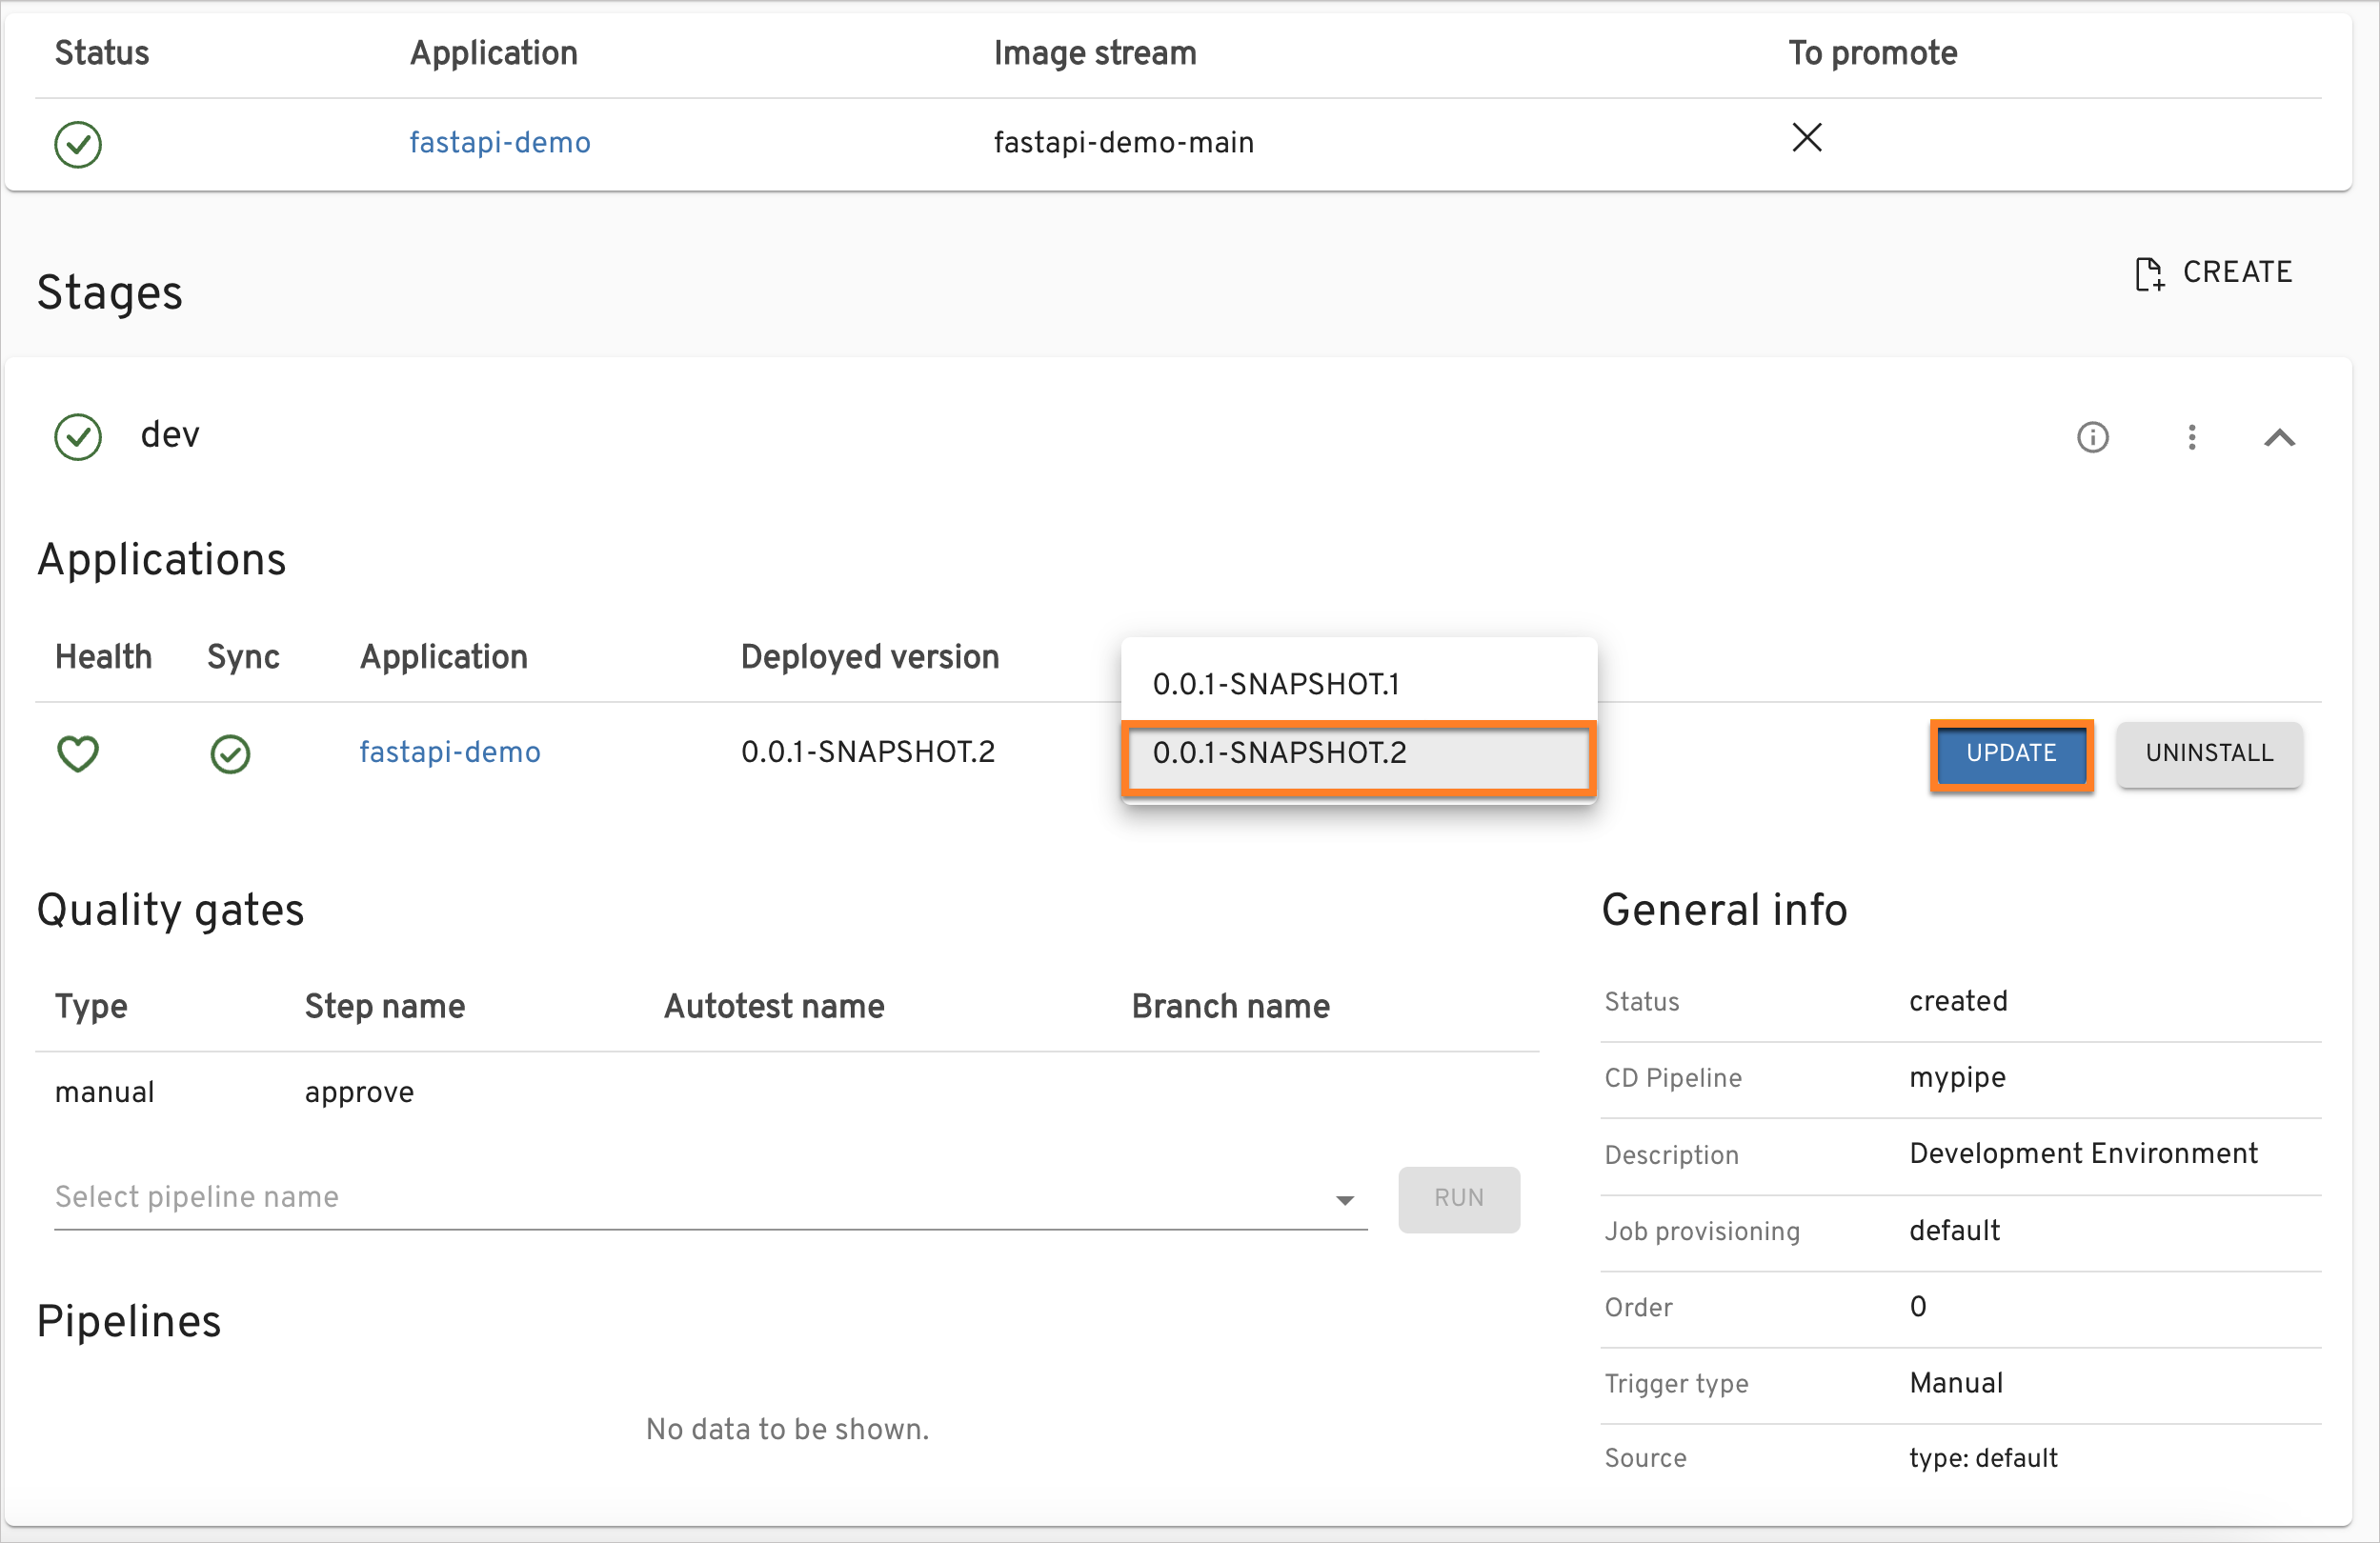 Status Application Image stream To promote
fastapi-demo fastapi-demo-main
Stages CREATE
dev
Applications
Health Sync Application Deployed version
0.0.1-SNAPSHOT.1
fastapi-demo 0.0.1-SNAPSHOT.2 0.0.1-SNAPSHOT.2 UPDATE UNINSTALL
Quality gates
Type Step name Autotest name Branch name
manual approve
Select pipeline name RUN
Pipelines
No data to be shown.
General info
Status created
CD Pipeline mypipe
Description Development Environment
Job provisioning default
Order 0
Trigger type Manual
Source type: default